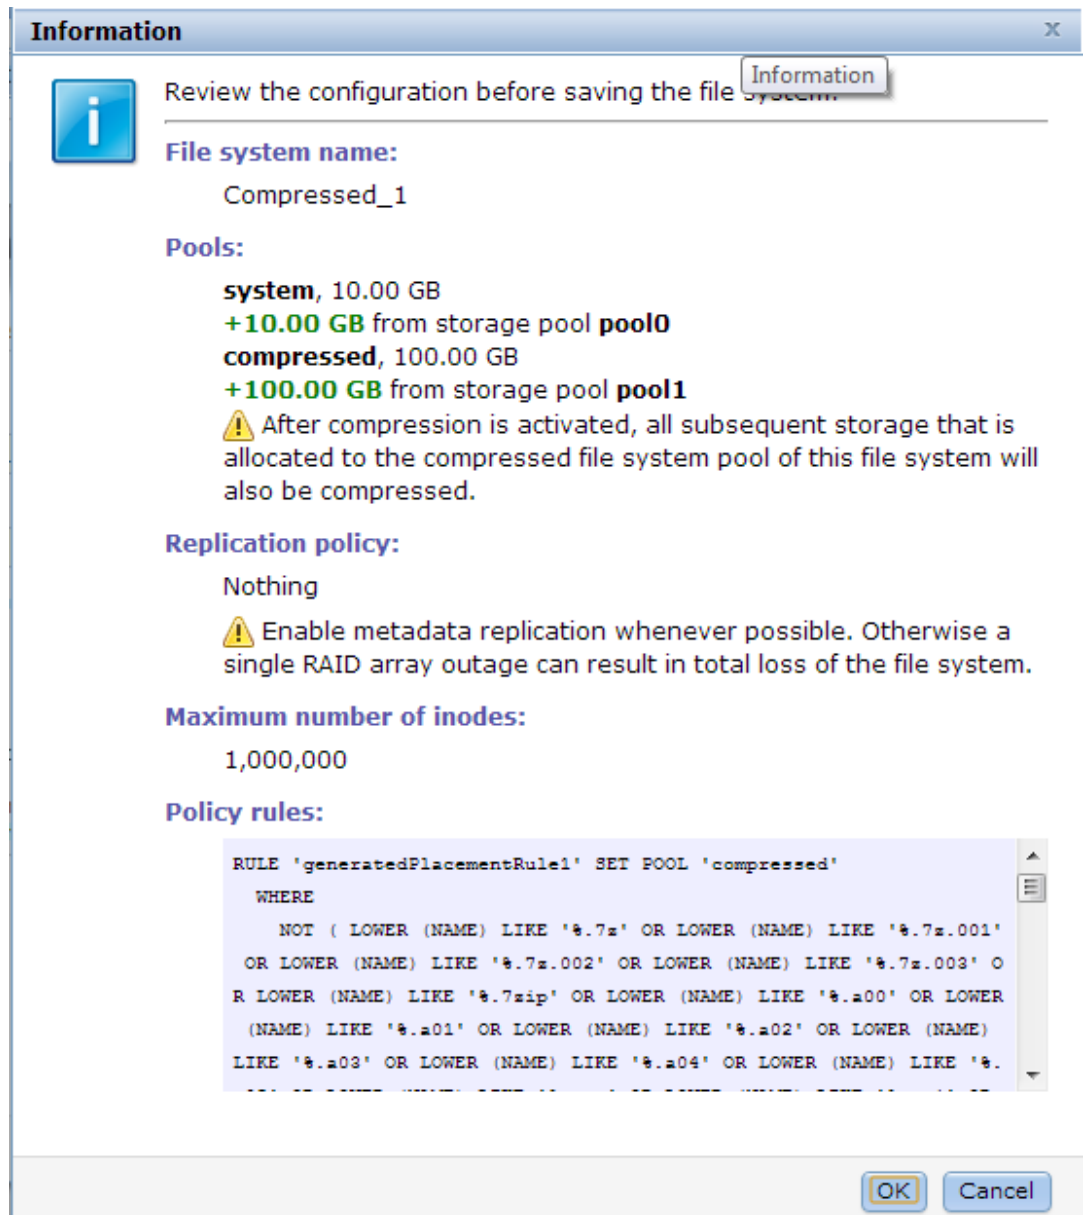 Information
x
Information
Review the configuration before saving the file system.
File system name:
Compressed_1
Pools:
system, 10.00 GB
+10.00 GB from storage pool pool0
compressed, 100.00 GB
+100.00 GB from storage pool pool1
After compression is activated, all subsequent storage that is
allocated to the compressed file system pool of this file system will
also be compressed.
Replication policy:
Nothing
Enable metadata replication whenever possible. Otherwise a
single RAID array outage can result in total loss of the file system.
Maximum number of inodes:
1,000,000
Policy rules:
RULE 'generatedPlacementRule1' SET POOL 'compressed'
WHERE
NOT ( LOWER (NAME) LIKE '%.7z' OR LOWER (NAME) LIKE '%.7z.001'
OR LOWER (NAME) LIKE '%.7z.002' OR LOWER (NAME) LIKE '%.7z.003' O
R LOWER (NAME) LIKE '%.7zip' OR LOWER (NAME) LIKE '%.a00' OR LOWER
(NAME) LIKE '%.a01' OR LOWER (NAME) LIKE '%.a02' OR LOWER (NAME)
LIKE '%.a03' OR LOWER (NAME) LIKE '%.a04' OR LOWER (NAME) LIKE '%.
OK
Cancel